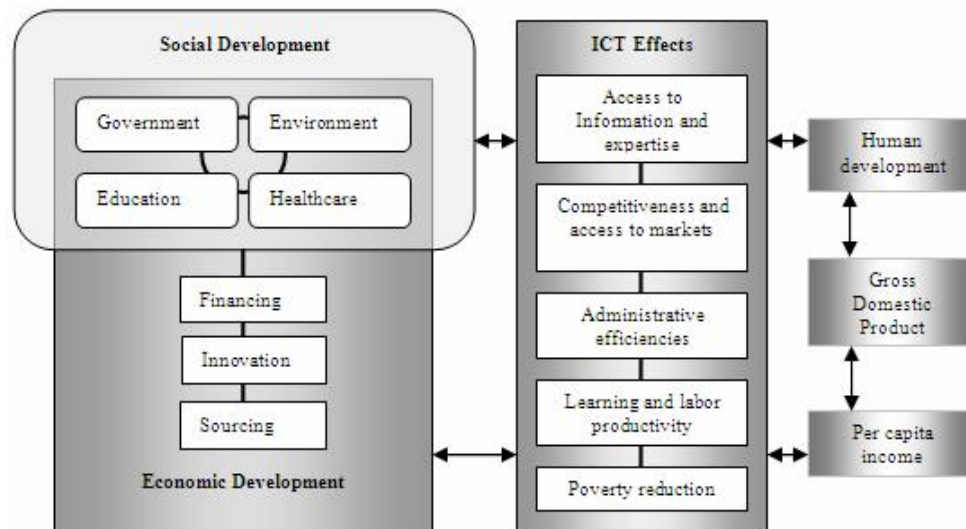 Social Development
Government
Environment
Education
Healthcare
Financing
Innovation
Sourcing
Economic Development
ICT Effects
Access to
Information and
expertise
Competitiveness and
access to markets
Administrative
efficiencies
Learning and labor
productivity
Poverty reduction
Human
development
Gross
Domestic
Product
Per capita
income